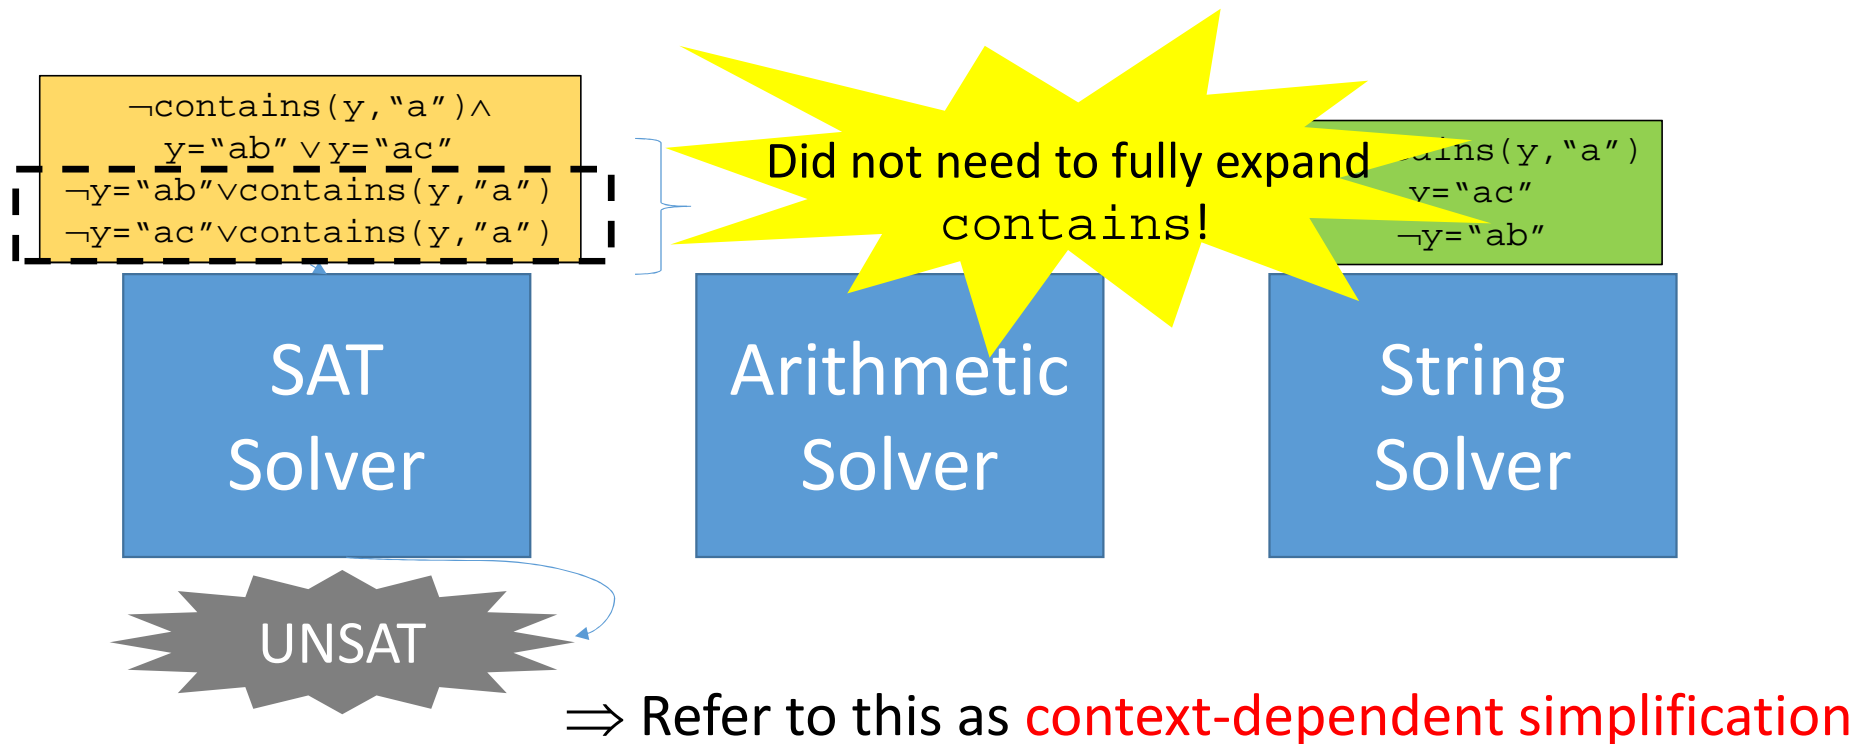 ¬contains(y,“a”)∧
y=“ab” ∨ y=“ac”
¬y=“ab”∨contains(y,”a”)
¬y=“ac”∨contains(y,”a”)
Did not need to fully expand
contains!
(y,“a”)
y=“ac”
¬y=“ab”
SAT
Solver
Arithmetic
Solver
String
Solver
UNSAT
⇒ Refer to this as context-dependent simplification